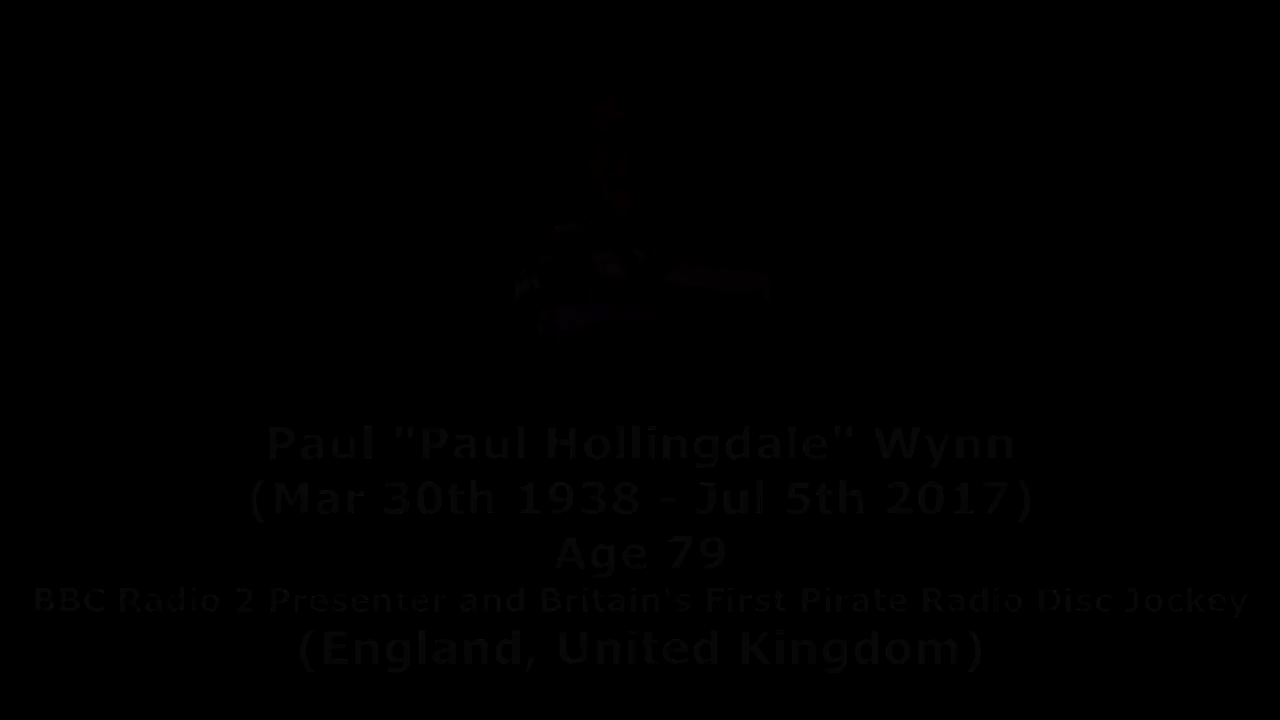 Paul "Paul Hollingdale" Wynn
(Mar 30th 1938 - Jul 5th 2017)
Age 79
BBC Radio 2 Presenter and Britain's First Pirate Radio Disc Jockey
(England, United Kingdom)